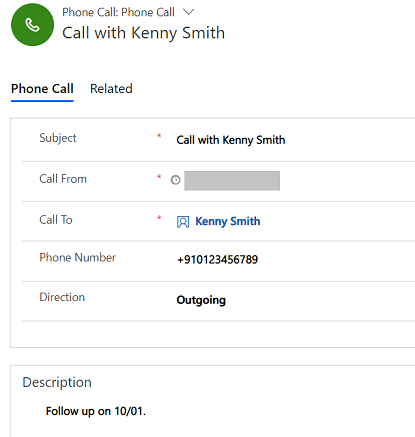 Phone Call: Phone Call
Call with Kenny Smith
Phone Call Related
Subject * Call with Kenny Smith
Call From *
Call To * Kenny Smith
Phone Number +910123456789
Direction Outgoing
Description
Follow up on 10/01.